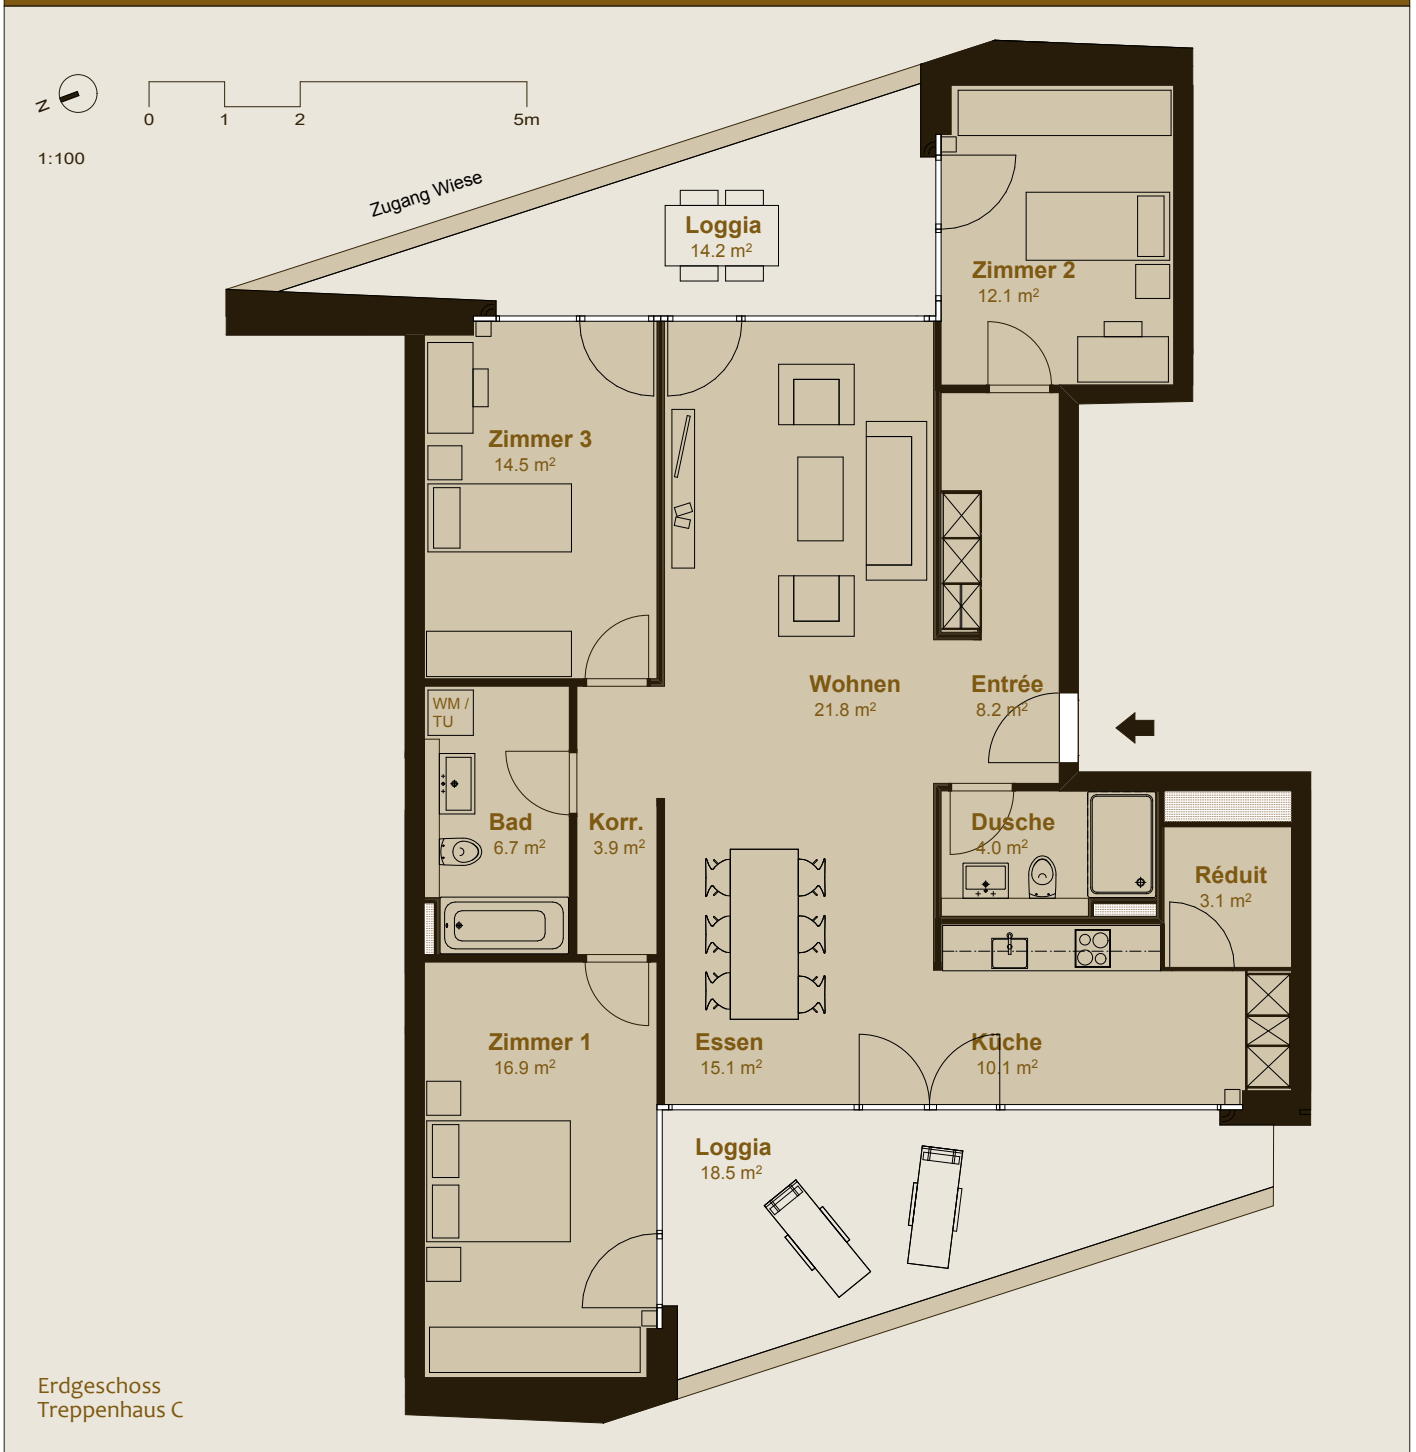 N
0 1 2 5m
1:100
Zugang Wiese
Loggia
14.2 m²
Zimmer 2
12.1 m²
Zimmer 3
14.5 m²
Wohnen
21.8 m²
Entrée
8.2 m²
WM /
TU
Bad
6.7 m²
Korr.
3.9 m²
Dusche
4.0 m²
Réduit
3.1 m²
Zimmer 1
16.9 m²
Essen
15.1 m²
Küche
10.1 m²
Loggia
18.5 m²
Erdgeschoss
Treppenhaus C